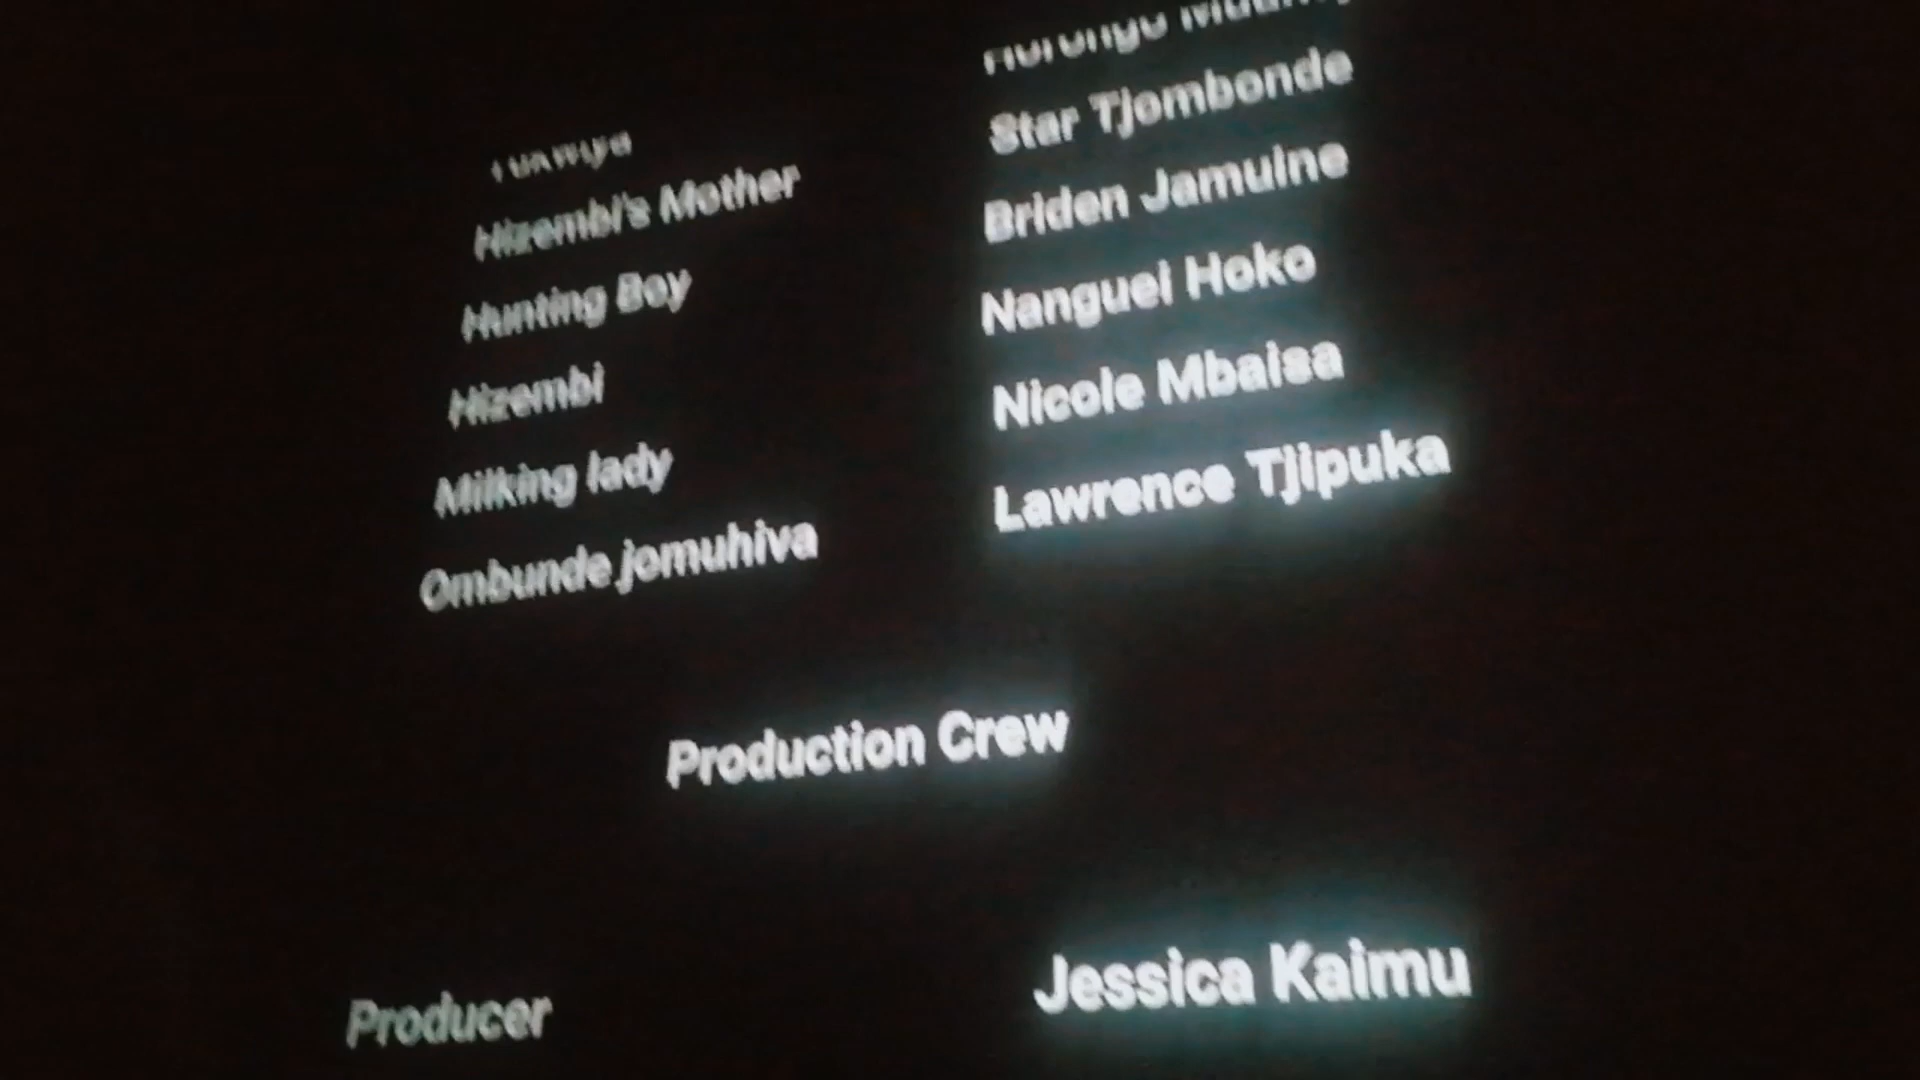 Hizembi's Mother Star Tjombonde
Hunting Boy Briden Jamuine
Hizembi Nanguei Hoko
Milking lady Nicole Mbaisa
Ombunde jomuhiva Lawrence Tjipuka
Production Crew
Producer Jessica Kaimu